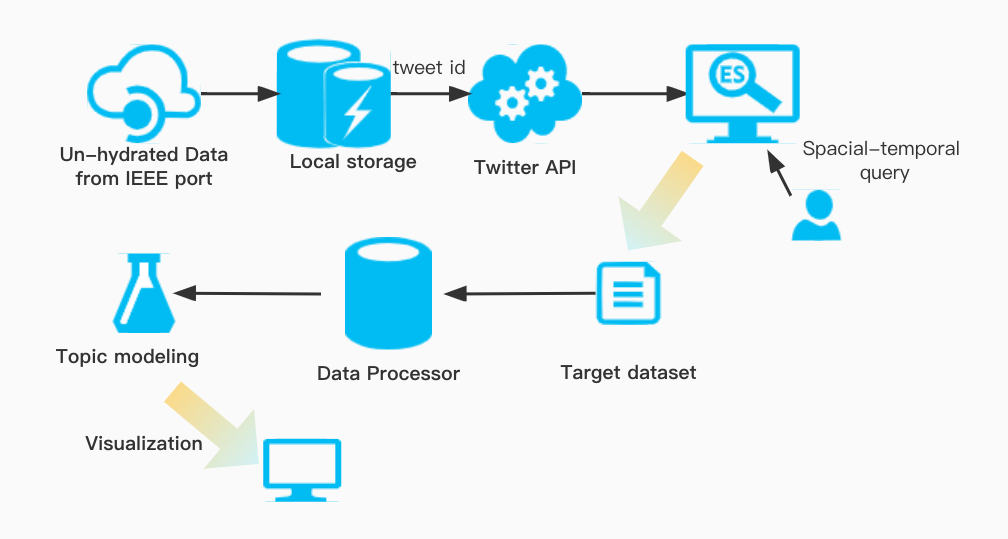 tweet id
ES
Un-hydrated Data
from IEEE port
Local storage
Twitter API
Spacial-temporal
query
Topic modeling
Data Processor
Target dataset
Visualization